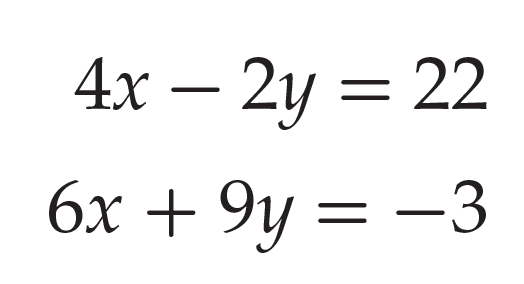 4x − 2y = 22
6x + 9y = −3